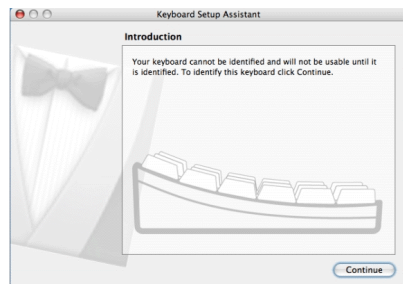 Keyboard Setup Assistant
Introduction
Your keyboard cannot be identified and will not be usable until it
is identified. To identify this keyboard click Continue.
Continue